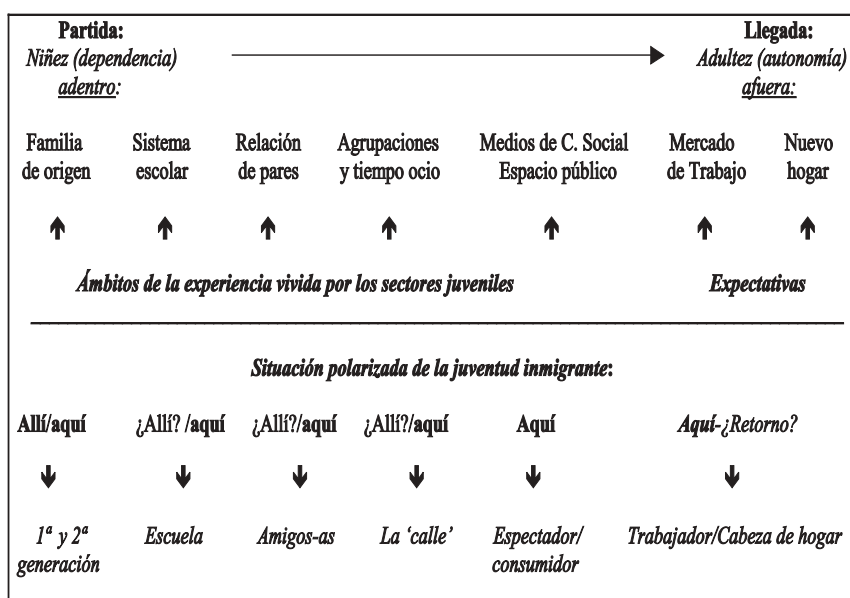 Partida: Llegada:
Niñez (dependencia) Adultez (autonomía)
adentro: afuera:
Familia Sistema Relación Agrupaciones Medios de C. Social Mercado Nuevo
de origen escolar de pares y tiempo ocio Espacio público de Trabajo hogar
Ámbitos de la experiencia vivida por los sectores juveniles Expectativas
Situación polarizada de la juventud inmigrante:
Allí/aquí ¿Allí? /aquí ¿Allí?/aquí ¿Allí?/aquí Aquí Aquí-¿Retorno?
1ª y 2ª Escuela Amigos-as La ‘calle’ Espectador/ Trabajador/Cabeza de hogar
generación consumidor